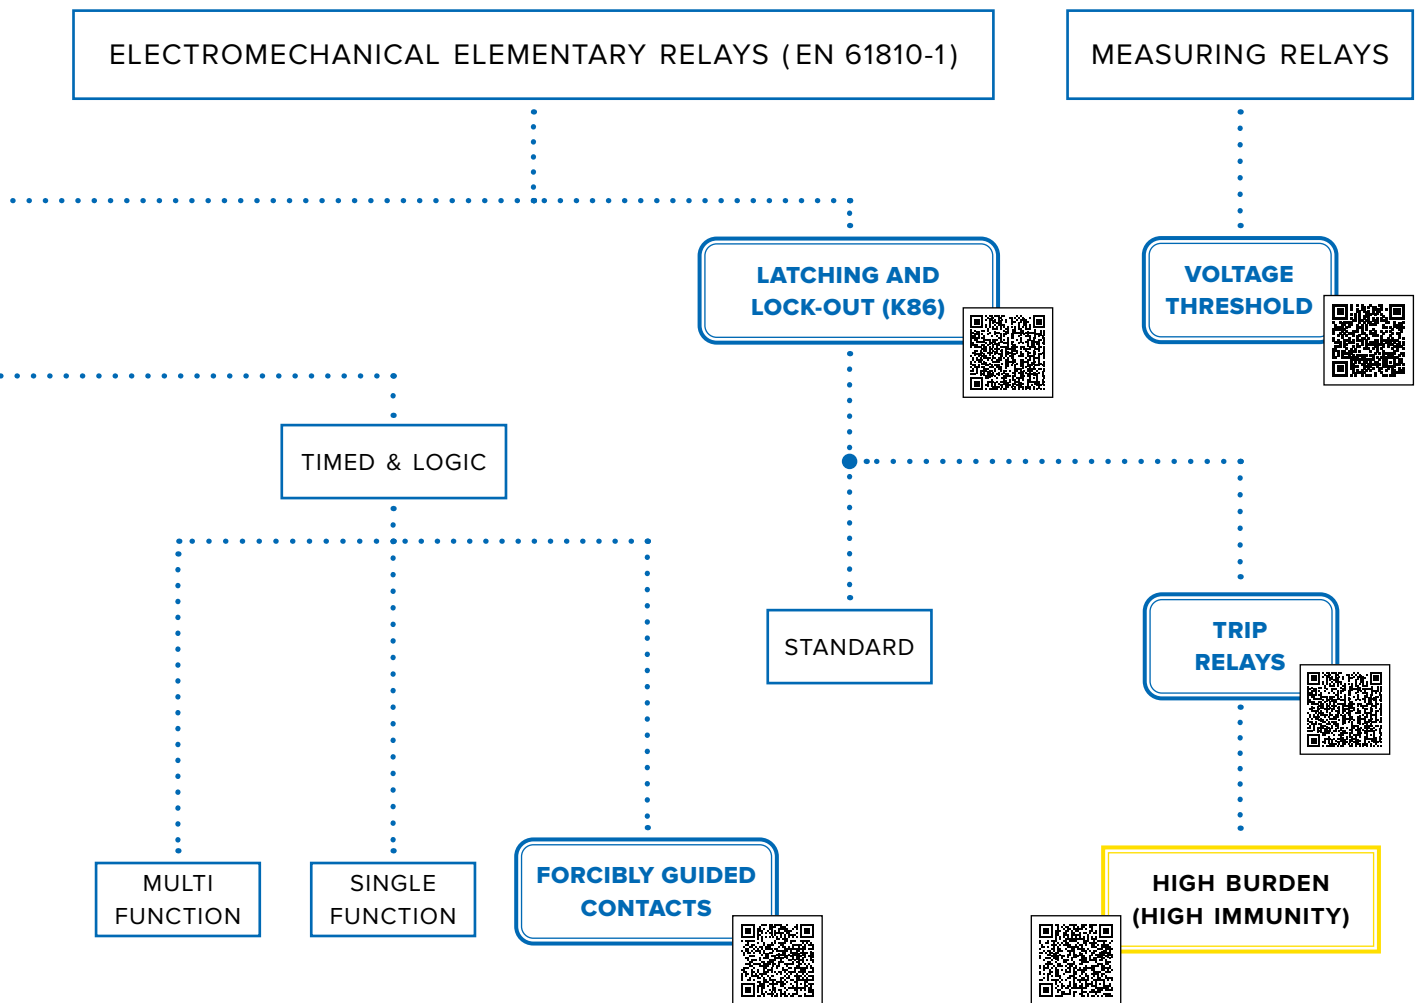 ELECTROMECHANICAL ELEMENTARY RELAYS (EN 61810-1)
MEASURING RELAYS
LATCHING AND
LOCK-OUT (K86)
VOLTAGE
THRESHOLD
TIMED & LOGIC
STANDARD
TRIP
RELAYS
MULTI
FUNCTION
SINGLE
FUNCTION
FORCIBLY GUIDED
CONTACTS
HIGH BURDEN
(HIGH IMMUNITY)